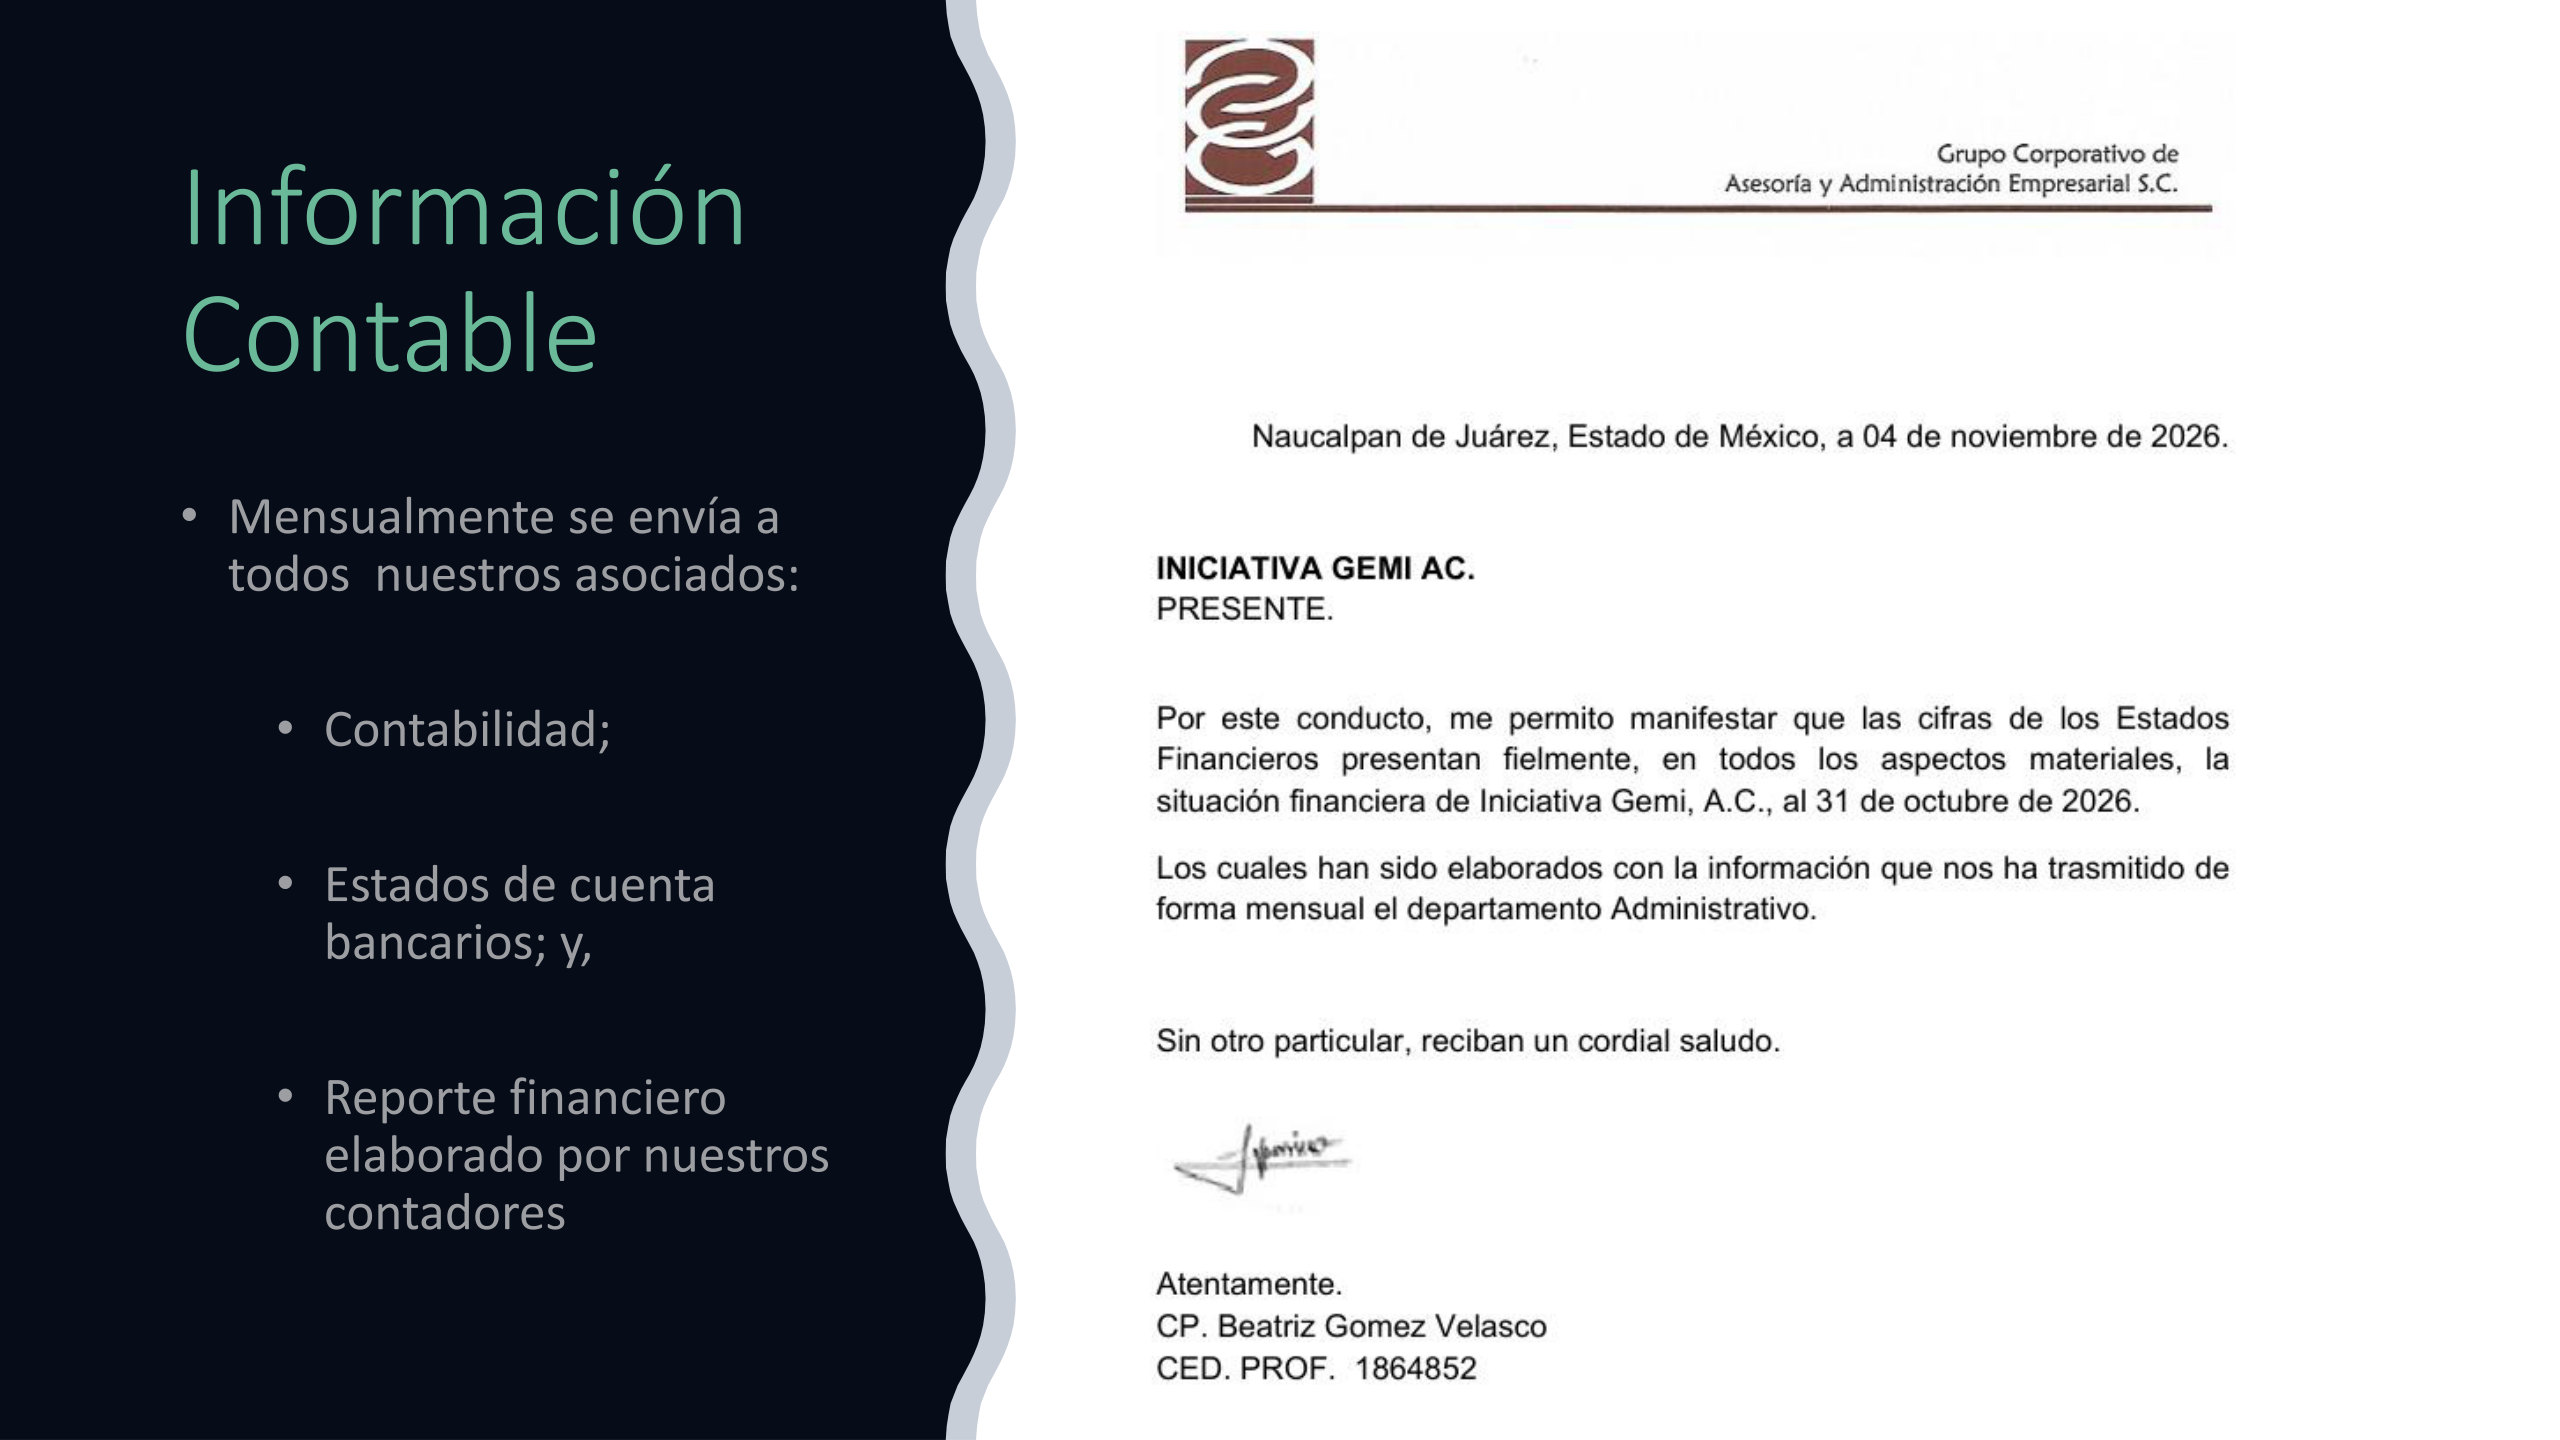 Información
Contable
• Mensualmente se envía a
todos  nuestros asociados:
• Contabilidad;
• Estados de cuenta
bancarios; y,
• Reporte financiero
elaborado por nuestros
contadores
Grupo Corporativo de
Asesoría y Administración Empresarial S.C.
Naucalpan de Juárez, Estado de México, a 04 de noviembre de 2026.
INICIATIVA GEMI AC.
PRESENTE.
Por este conducto, me permito manifestar que las cifras de los Estados
Financieros presentan fielmente, en todos los aspectos materiales, la
situación financiera de Iniciativa Gemi, A.C., al 31 de octubre de 2026.
Los cuales han sido elaborados con la información que nos ha trasmitido de
forma mensual el departamento Administrativo.
Sin otro particular, reciban un cordial saludo.
Atentamente.
CP. Beatriz Gomez Velasco
CED. PROF.  1864852